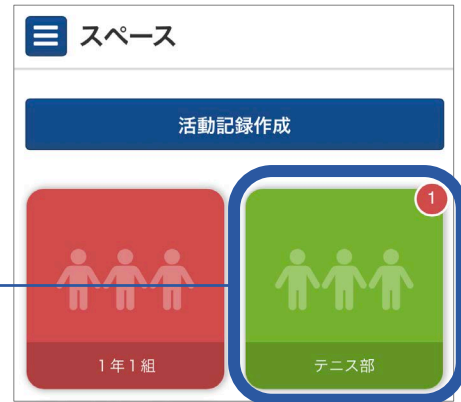 スペース
活動記録作成
1
1年1組
テニス部